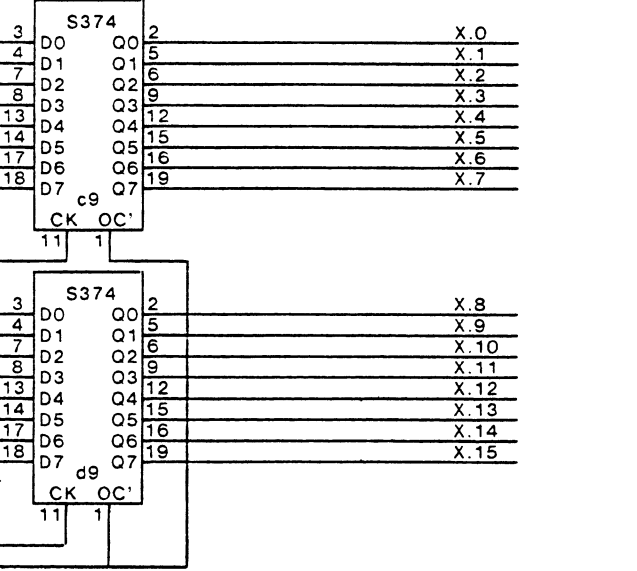 S374
3 D0 Q0 2 X.0
4 D1 Q1 5 X.1
7 D2 Q2 6 X.2
8 D3 Q3 9 X.3
13 D4 Q4 12 X.4
14 D5 Q5 15 X.5
17 D6 Q6 16 X.6
18 D7 Q7 19 X.7
c9
CK OC'
11 1
S374
3 D0 Q0 2 X.8
4 D1 Q1 5 X.9
7 D2 Q2 6 X.10
8 D3 Q3 9 X.11
13 D4 Q4 12 X.12
14 D5 Q5 15 X.13
17 D6 Q6 16 X.14
18 D7 Q7 19 X.15
d9
CK OC'
11 1